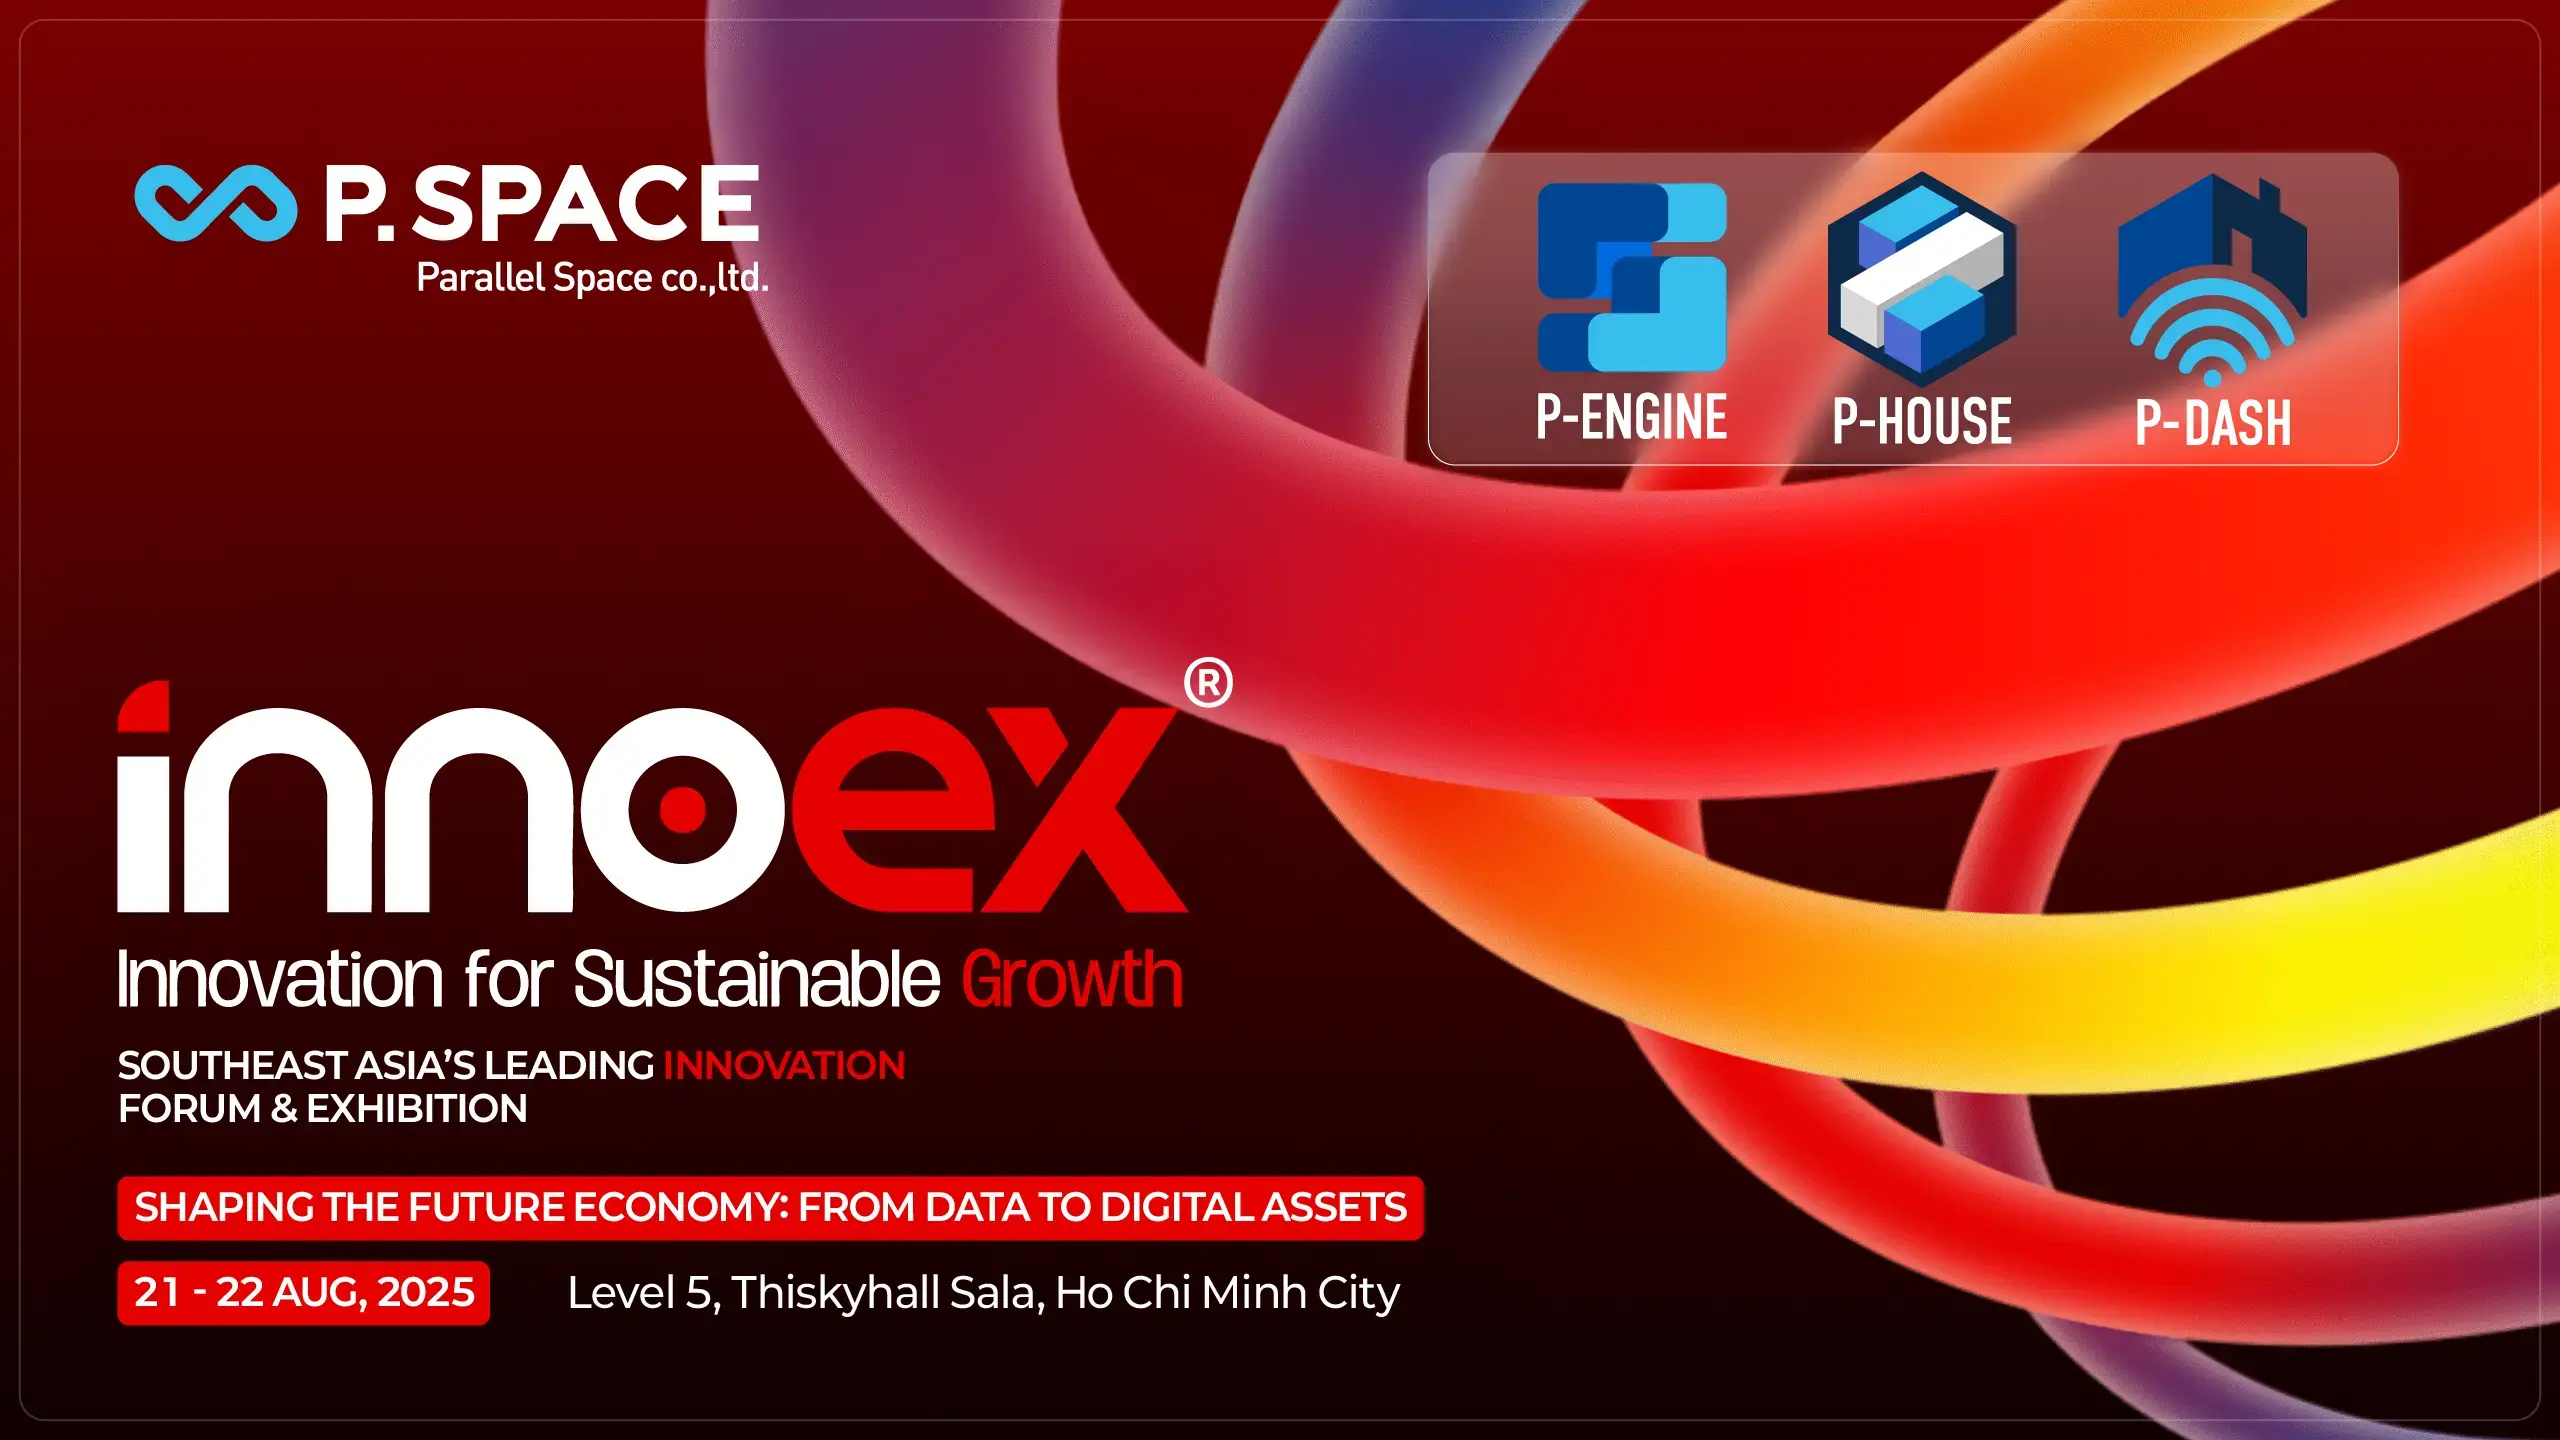 P. SPACE
Parallel Space co.,ltd.
P-ENGINE
P-HOUSE
P-DASH
innoex®
Innovation for Sustainable Growth
SOUTHEAST ASIA'S LEADING INNOVATION
FORUM & EXHIBITION
SHAPING THE FUTURE ECONOMY: FROM DATA TO DIGITAL ASSETS
21 - 22 AUG, 2025
Level 5, Thiskyhall Sala, Ho Chi Minh City